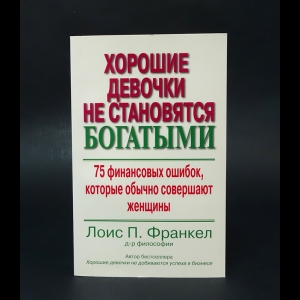 ХОРОШИЕ
ДЕВОЧКИ
НЕ СТАНОВЯТСЯ
БОГАТЫМИ
75 финансовых ошибок,
которые обычно совершают
женщины
Лоис П. Франкел
д-р философии
Автор бестселлера
Хорошие девочки не добиваются успеха в бизнесе